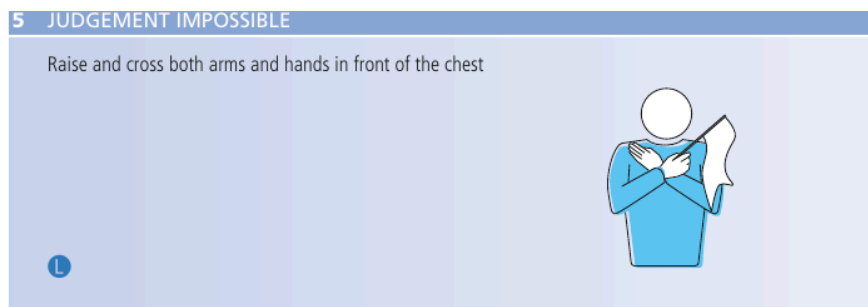 5 JUDGEMENT IMPOSSIBLE
Raise and cross both arms and hands in front of the chest
L